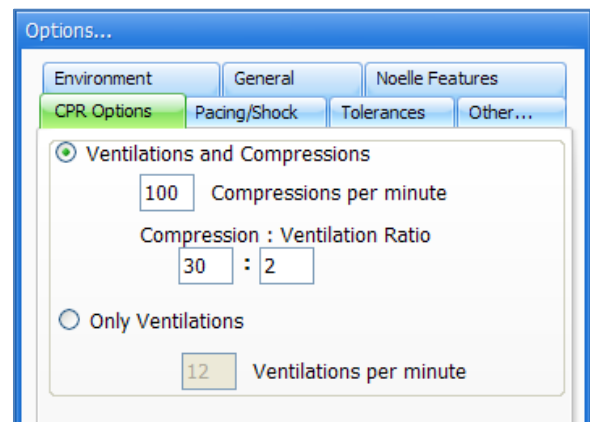 Options...
Environment General Noelle Features
CPR Options Pacing/Shock Tolerances Other...
Ventilations and Compressions
100 Compressions per minute
Compression : Ventilation Ratio
30 : 2
Only Ventilations
12 Ventilations per minute